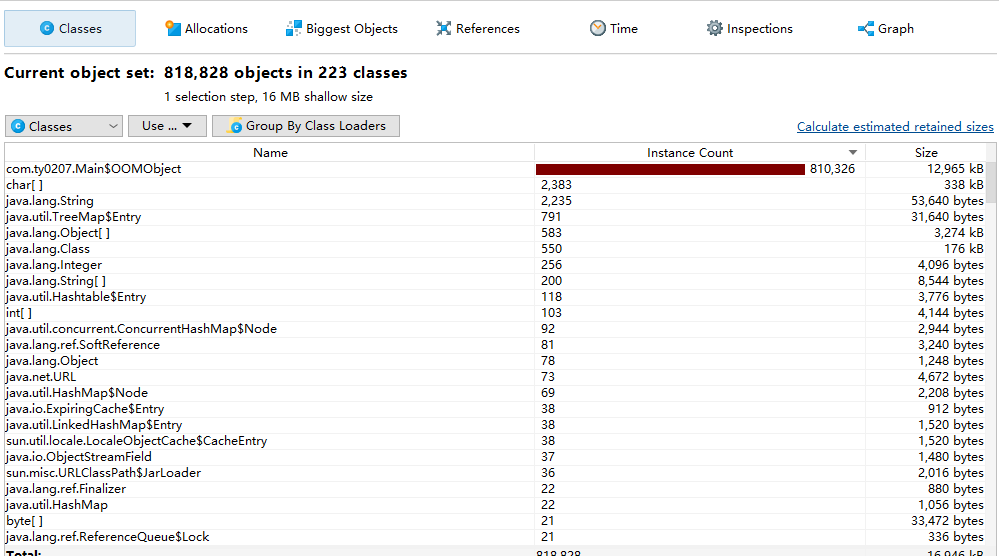 Classes Allocations Biggest Objects References Time Inspections Graph
Current object set: 818,828 objects in 223 classes
1 selection step, 16 MB shallow size
Classes Use ... Group By Class Loaders Calculate estimated retained sizes
Name Instance Count Size
com.ty0207.Main$OOMObject 810,326 12,965 kB
char[ ] 2,383 338 kB
java.lang.String 2,235 53,640 bytes
java.util.TreeMap$Entry 791 31,640 bytes
java.lang.Object[ ] 583 3,274 kB
java.lang.Class 550 176 kB
java.lang.Integer 256 4,096 bytes
java.lang.String[ ] 200 8,544 bytes
java.util.Hashtable$Entry 118 3,776 bytes
int[ ] 103 4,144 bytes
java.util.concurrent.ConcurrentHashMap$Node 92 2,944 bytes
java.lang.ref.SoftReference 81 3,240 bytes
java.lang.Object 78 1,248 bytes
java.net.URL 73 4,672 bytes
java.util.HashMap$Node 69 2,208 bytes
java.io.ExpiringCache$Entry 38 912 bytes
java.util.LinkedHashMap$Entry 38 1,520 bytes
sun.util.locale.LocaleObjectCache$CacheEntry 38 1,520 bytes
java.io.ObjectStreamField 37 1,480 bytes
sun.misc.URLClassPath$JarLoader 36 2,016 bytes
java.lang.ref.Finalizer 22 880 bytes
java.util.HashMap 22 1,056 bytes
byte[ ] 21 33,472 bytes
java.lang.ref.ReferenceQueue$Lock 21 336 bytes
Total: 818,828 16,946 kB